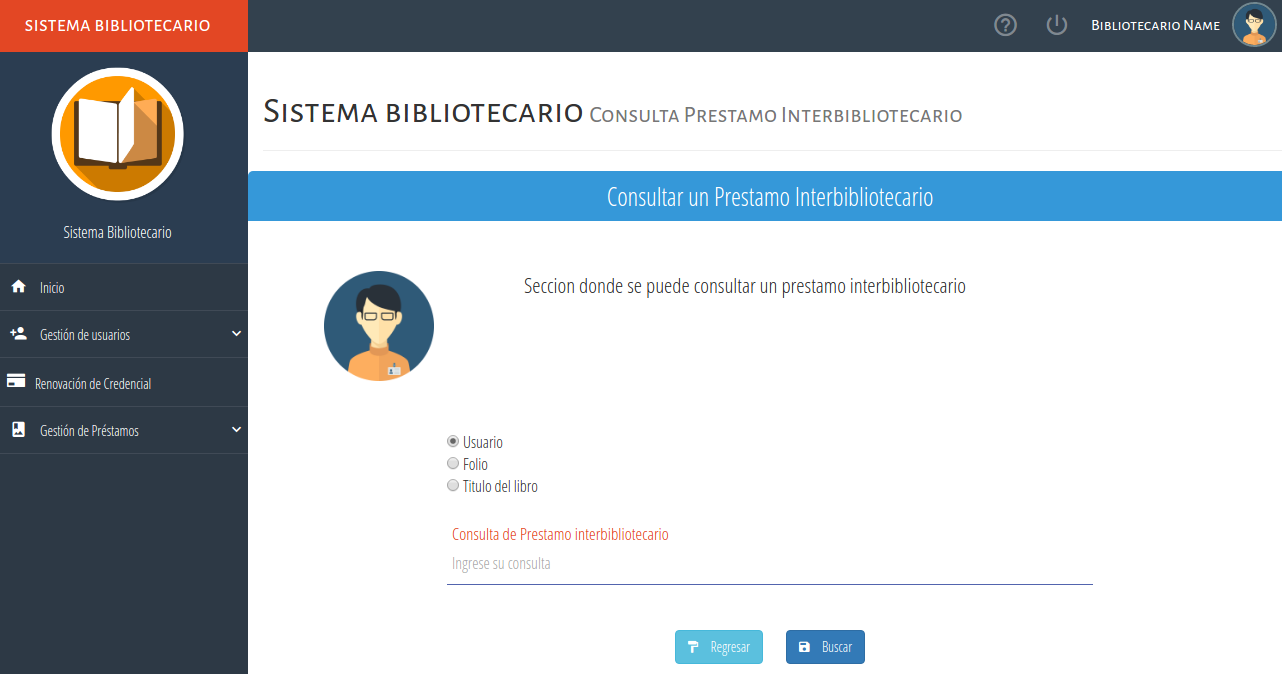 SISTEMA BIBLIOTECARIO
Bibliotecario Name
Sistema Bibliotecario
Inicio
Gestión de usuarios
Renovación de Credencial
Gestión de Préstamos
Sistema bibliotecario Consulta Prestamo Interbibliotecario
Consultar un Prestamo Interbibliotecario
Seccion donde se puede consultar un prestamo interbibliotecario
Usuario
Folio
Titulo del libro
Consulta de Prestamo interbibliotecario
Ingrese su consulta
Regresar
Buscar